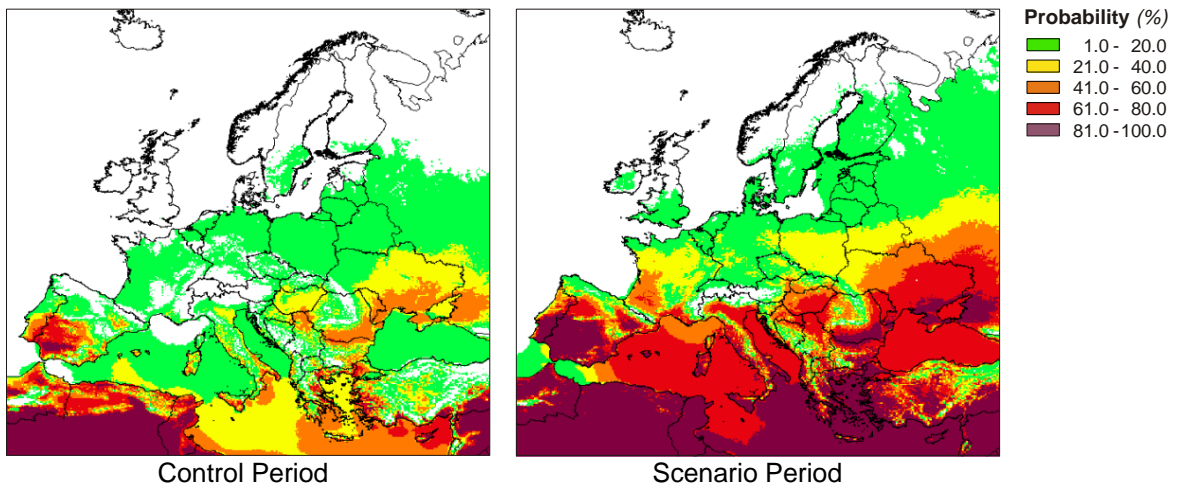 Probability (%)
1.0 - 20.0
21.0 - 40.0
41.0 - 60.0
61.0 - 80.0
81.0 -100.0
Control Period
Scenario Period